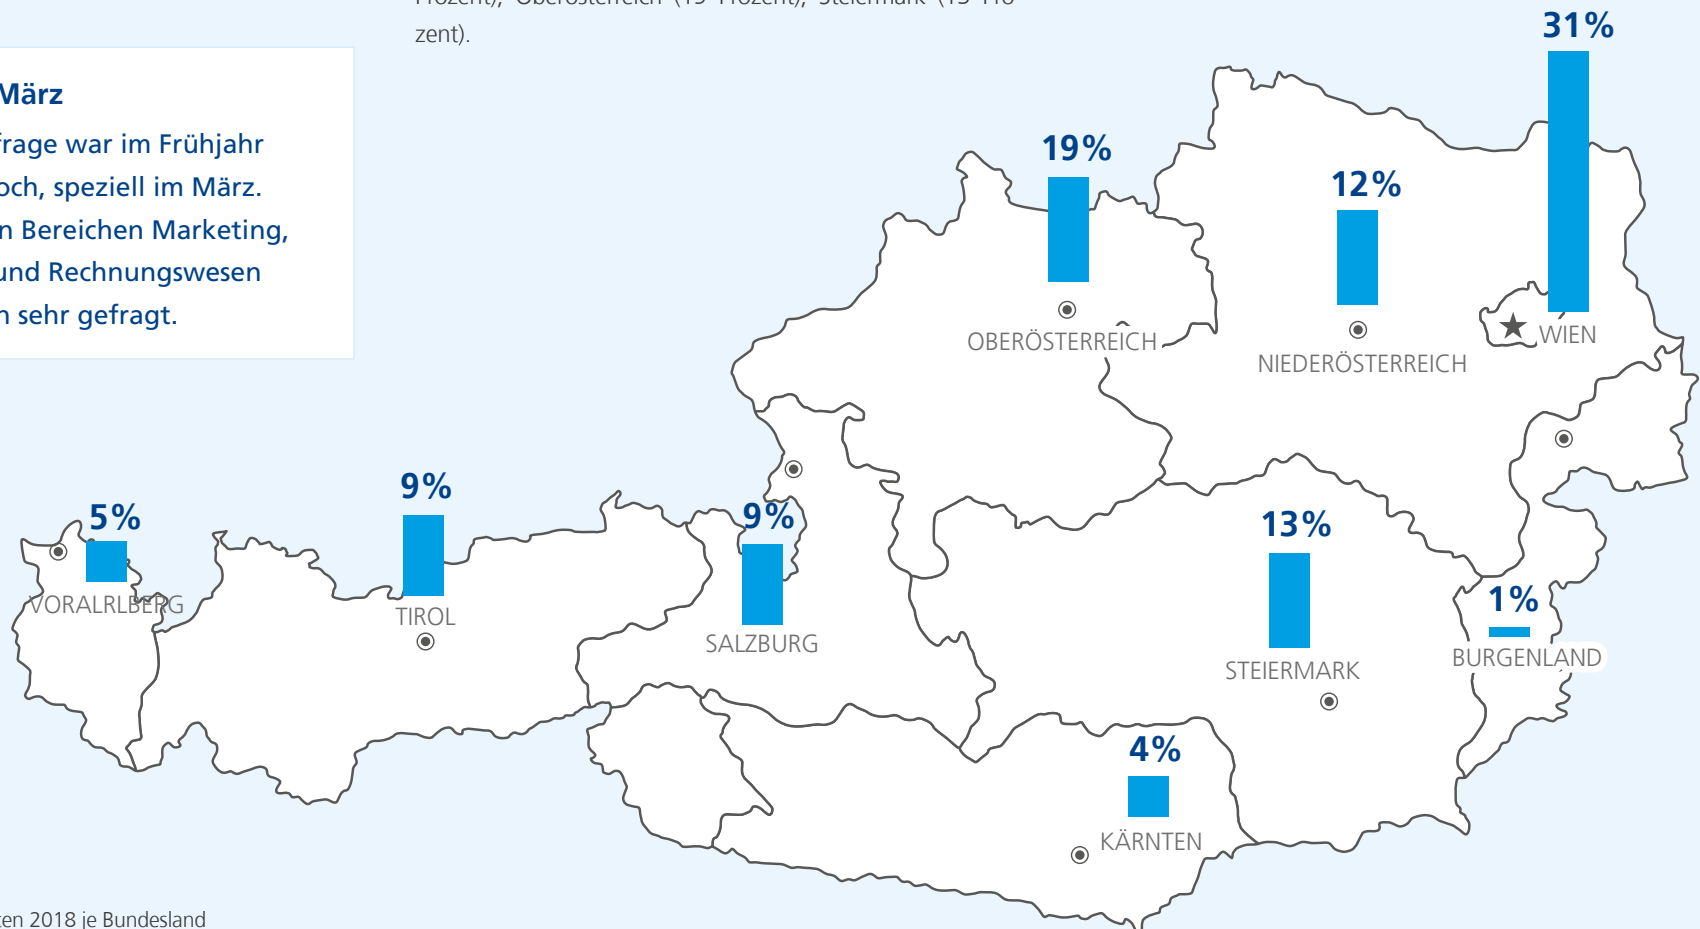 zent).
März
frage war im Frühjahr
och, speziell im März.
n Bereichen Marketing,
und Rechnungswesen
n sehr gefragt.
31%
19%
12%
OBERÖSTERREICH
WIEN
NIEDERÖSTERREICH
9%
5%
9%
13%
VORALRLBERG
TIROL
1%
SALZBURG
BURGENLAND
STEIERMARK
4%
KÄRNTEN
en 2018 je Bundesland